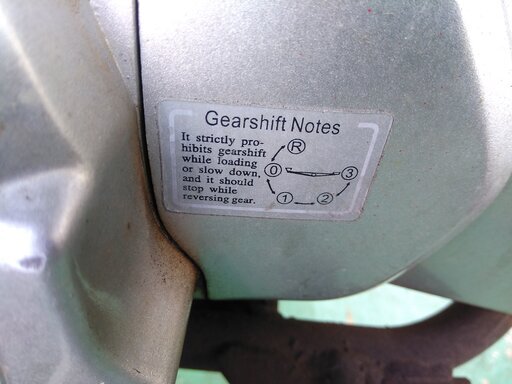 Gearshift Notes
It strictly pro-
hibits gearshift
while loading
or slow down,
and it should
stop while
reversing gear.
R
0 3
1 2